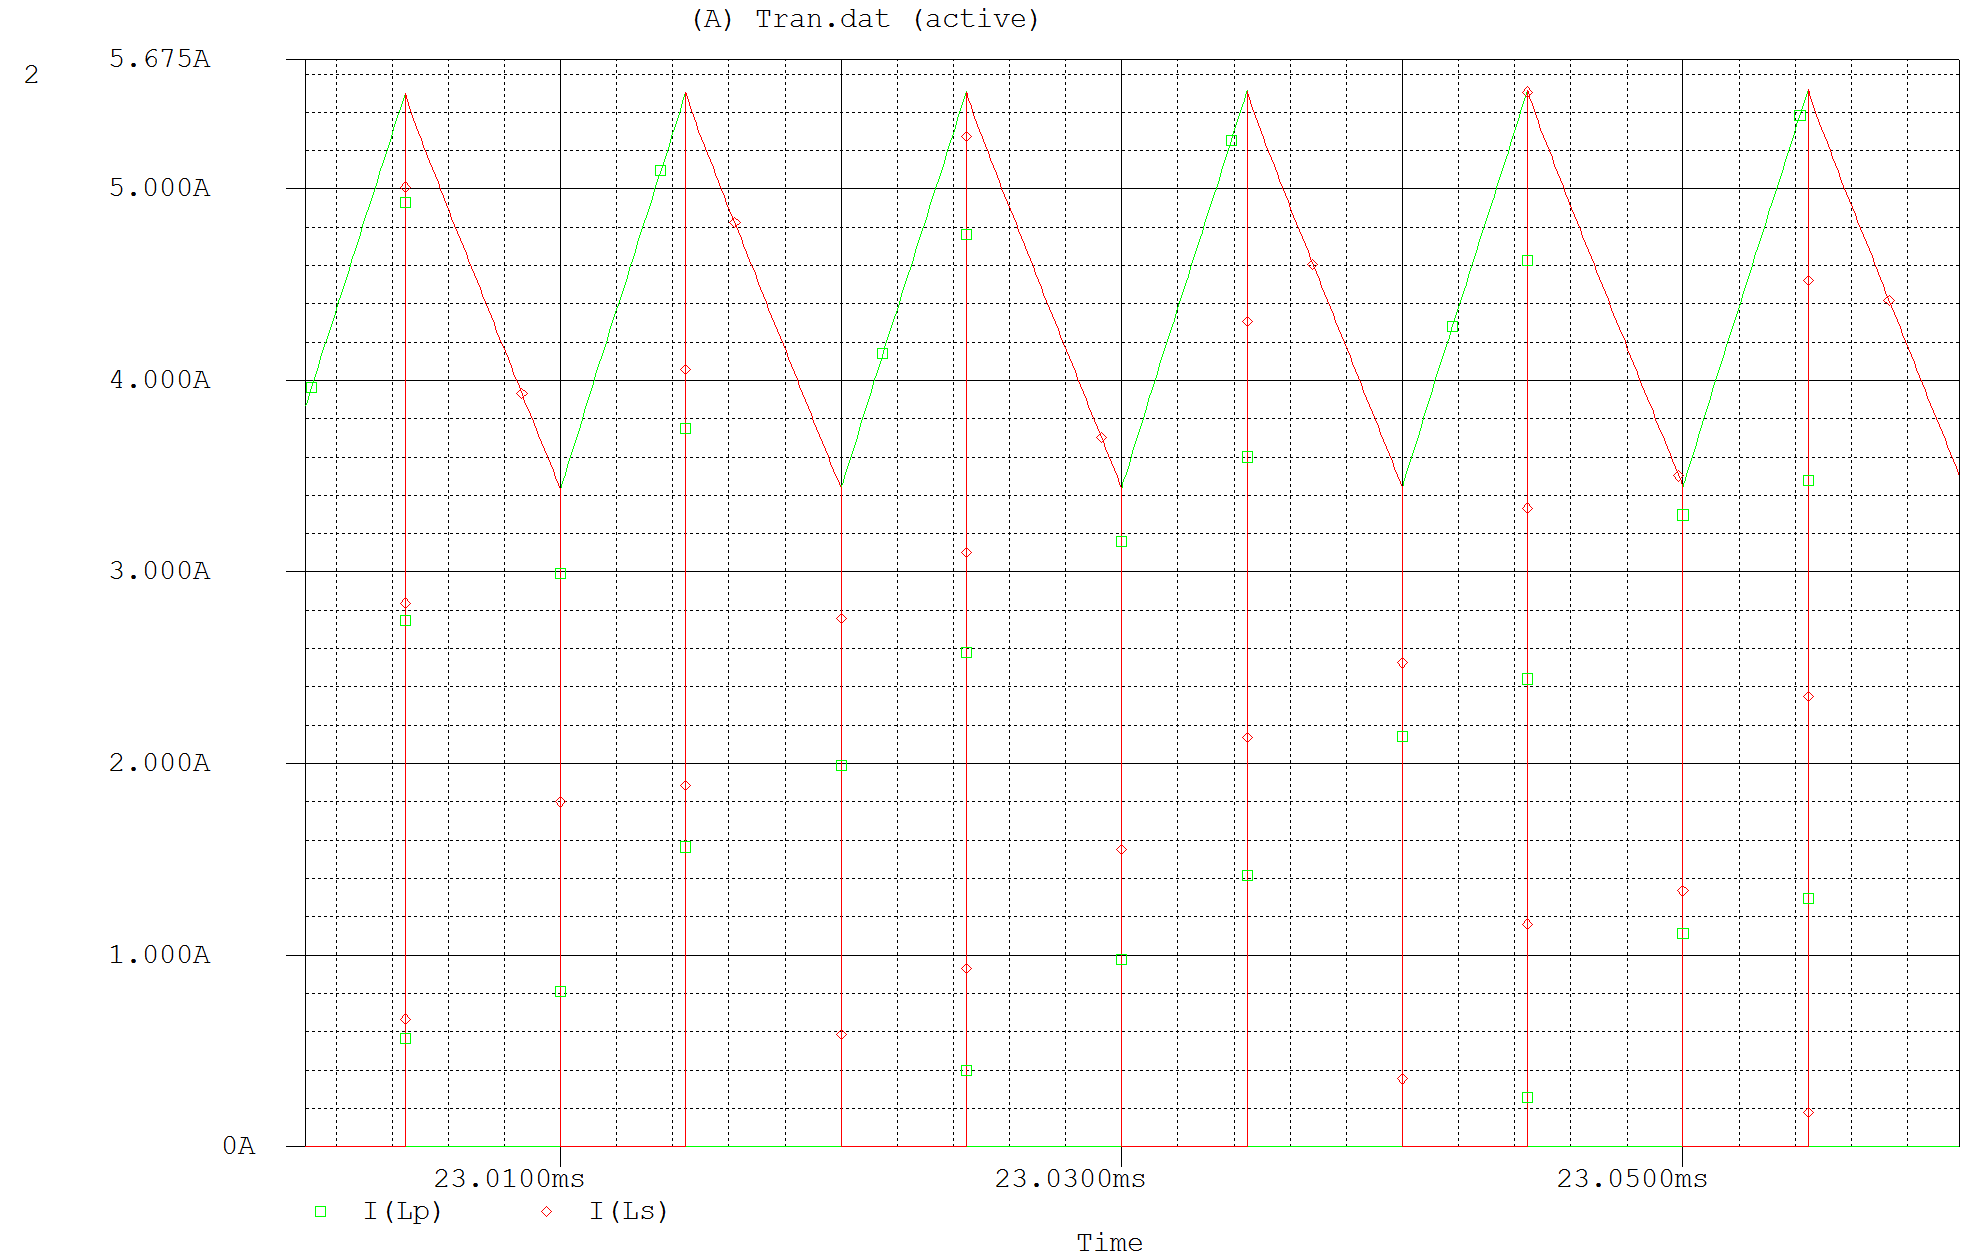 (A) Tran.dat (active)
5.675A
2
5.000A
4.000A
3.000A
2.000A
1.000A
0A
23.0100ms 23.0300ms 23.0500ms
I(Lp) I(Ls)
Time